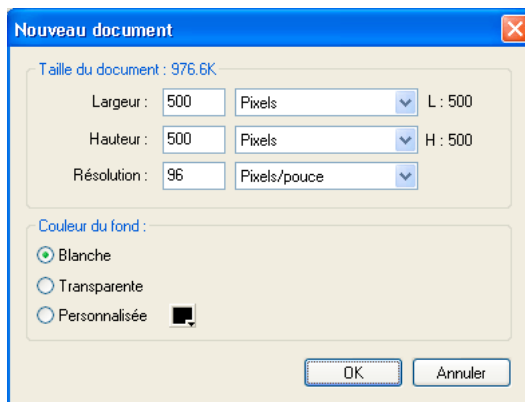 Nouveau document
Taille du document : 976.6K
Largeur : 500 Pixels L : 500
Hauteur : 500 Pixels H : 500
Résolution : 96 Pixels/pouce
Couleur du fond :
Blanche
Transparente
Personnalisée
OK Annuler